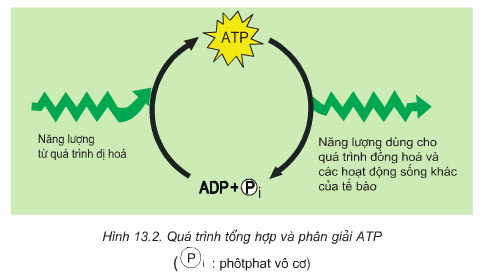 ATP
Năng lượng
từ quá trình dị hoá
Năng lượng dùng cho
quá trình đồng hoá và
các hoạt động sống khác
của tế bào
ADP + P i
Hình 13.2. Quá trình tổng hợp và phân giải ATP
( P i : phôtphat vô cơ)